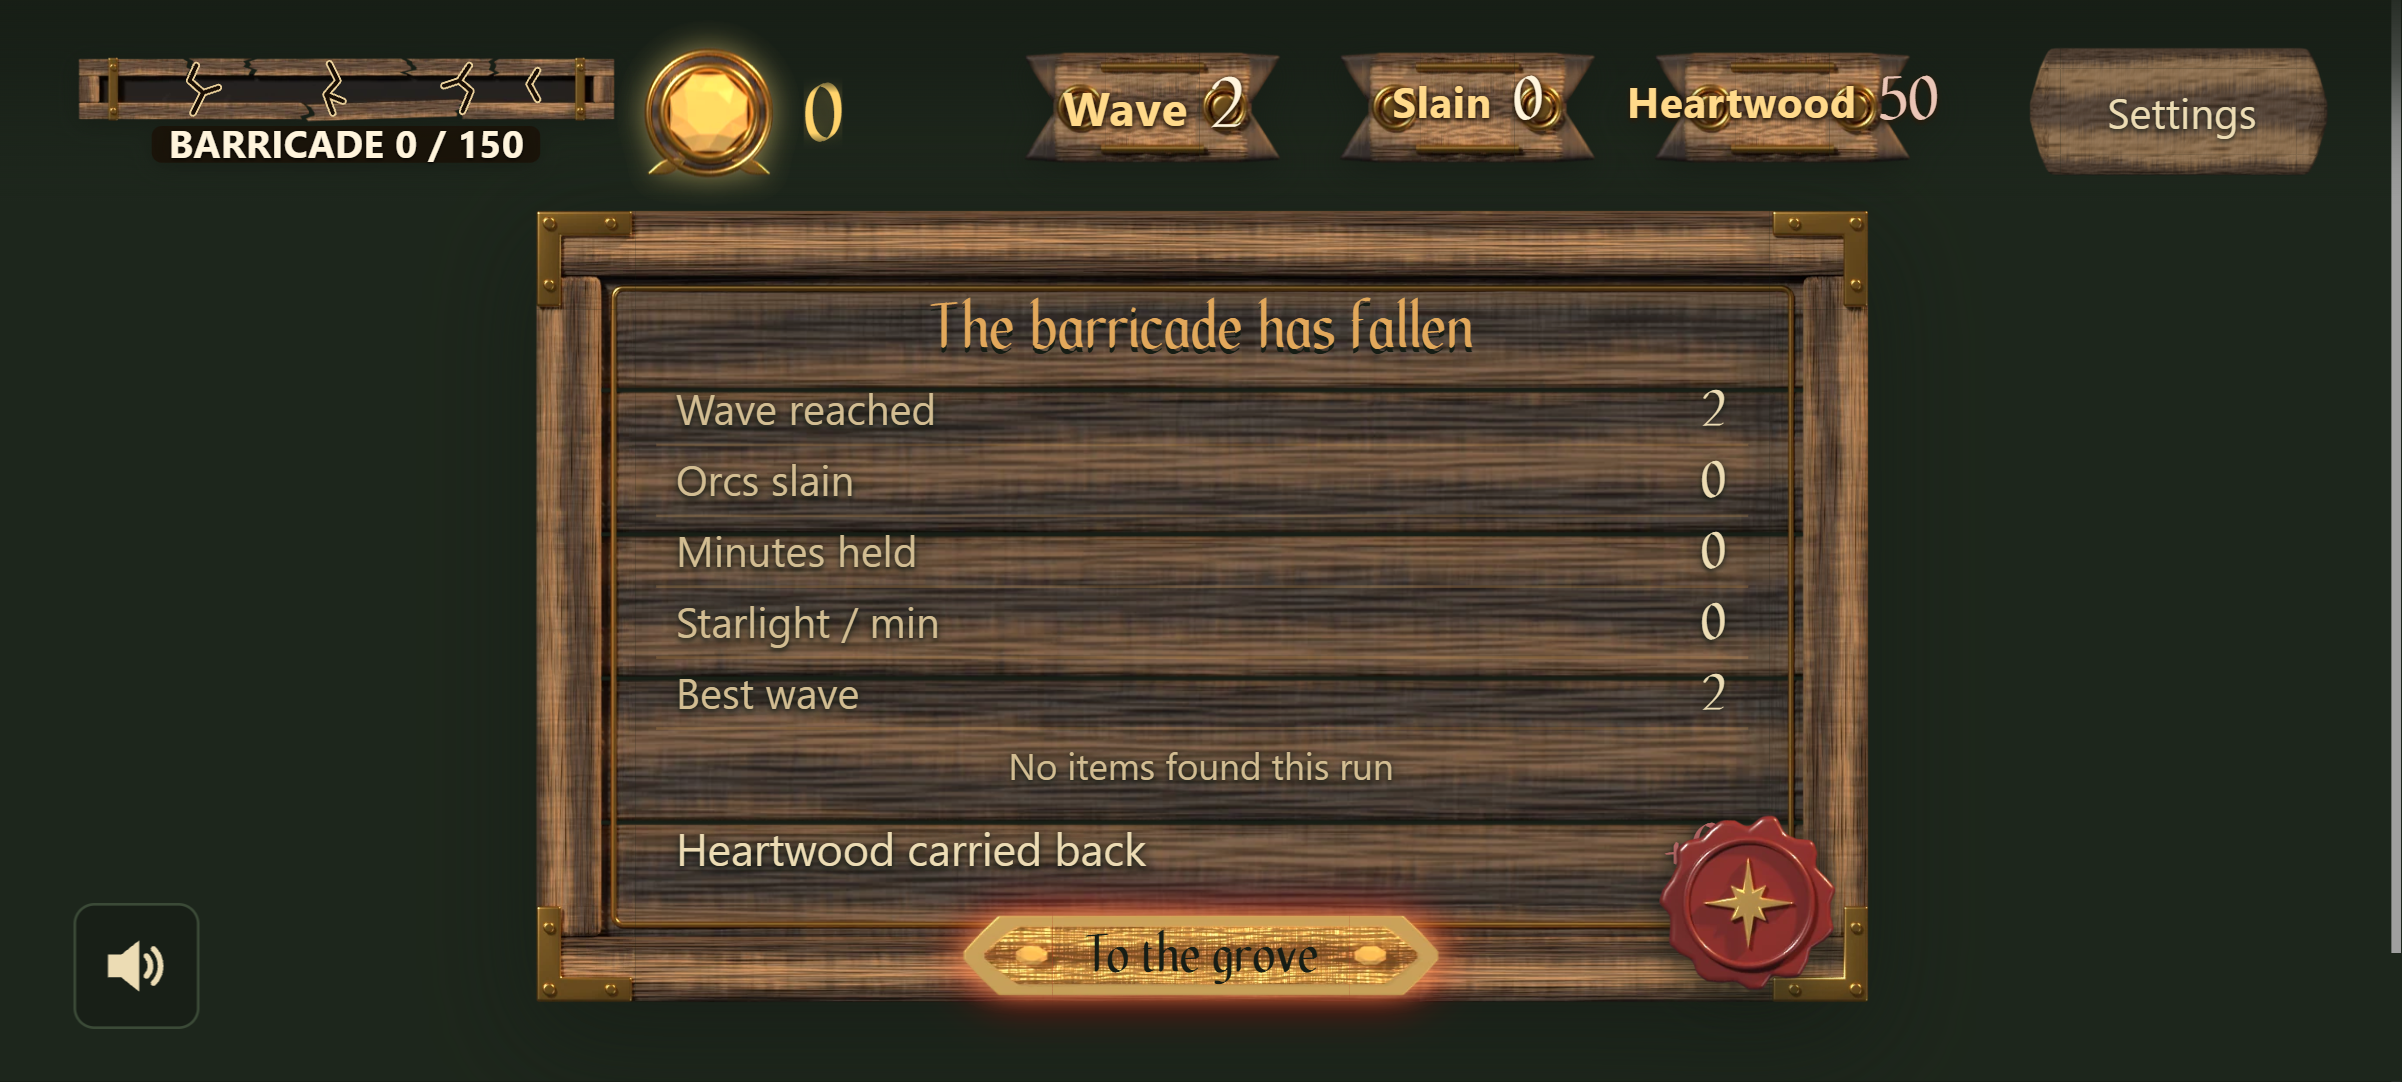 BARRICADE 0 / 150
0
Wave 2
Slain 0
Heartwood 50
Settings
The barricade has fallen
Wave reached 2
Orcs slain 0
Minutes held 0
Starlight / min 0
Best wave 2
No items found this run
Heartwood carried back
To the grove